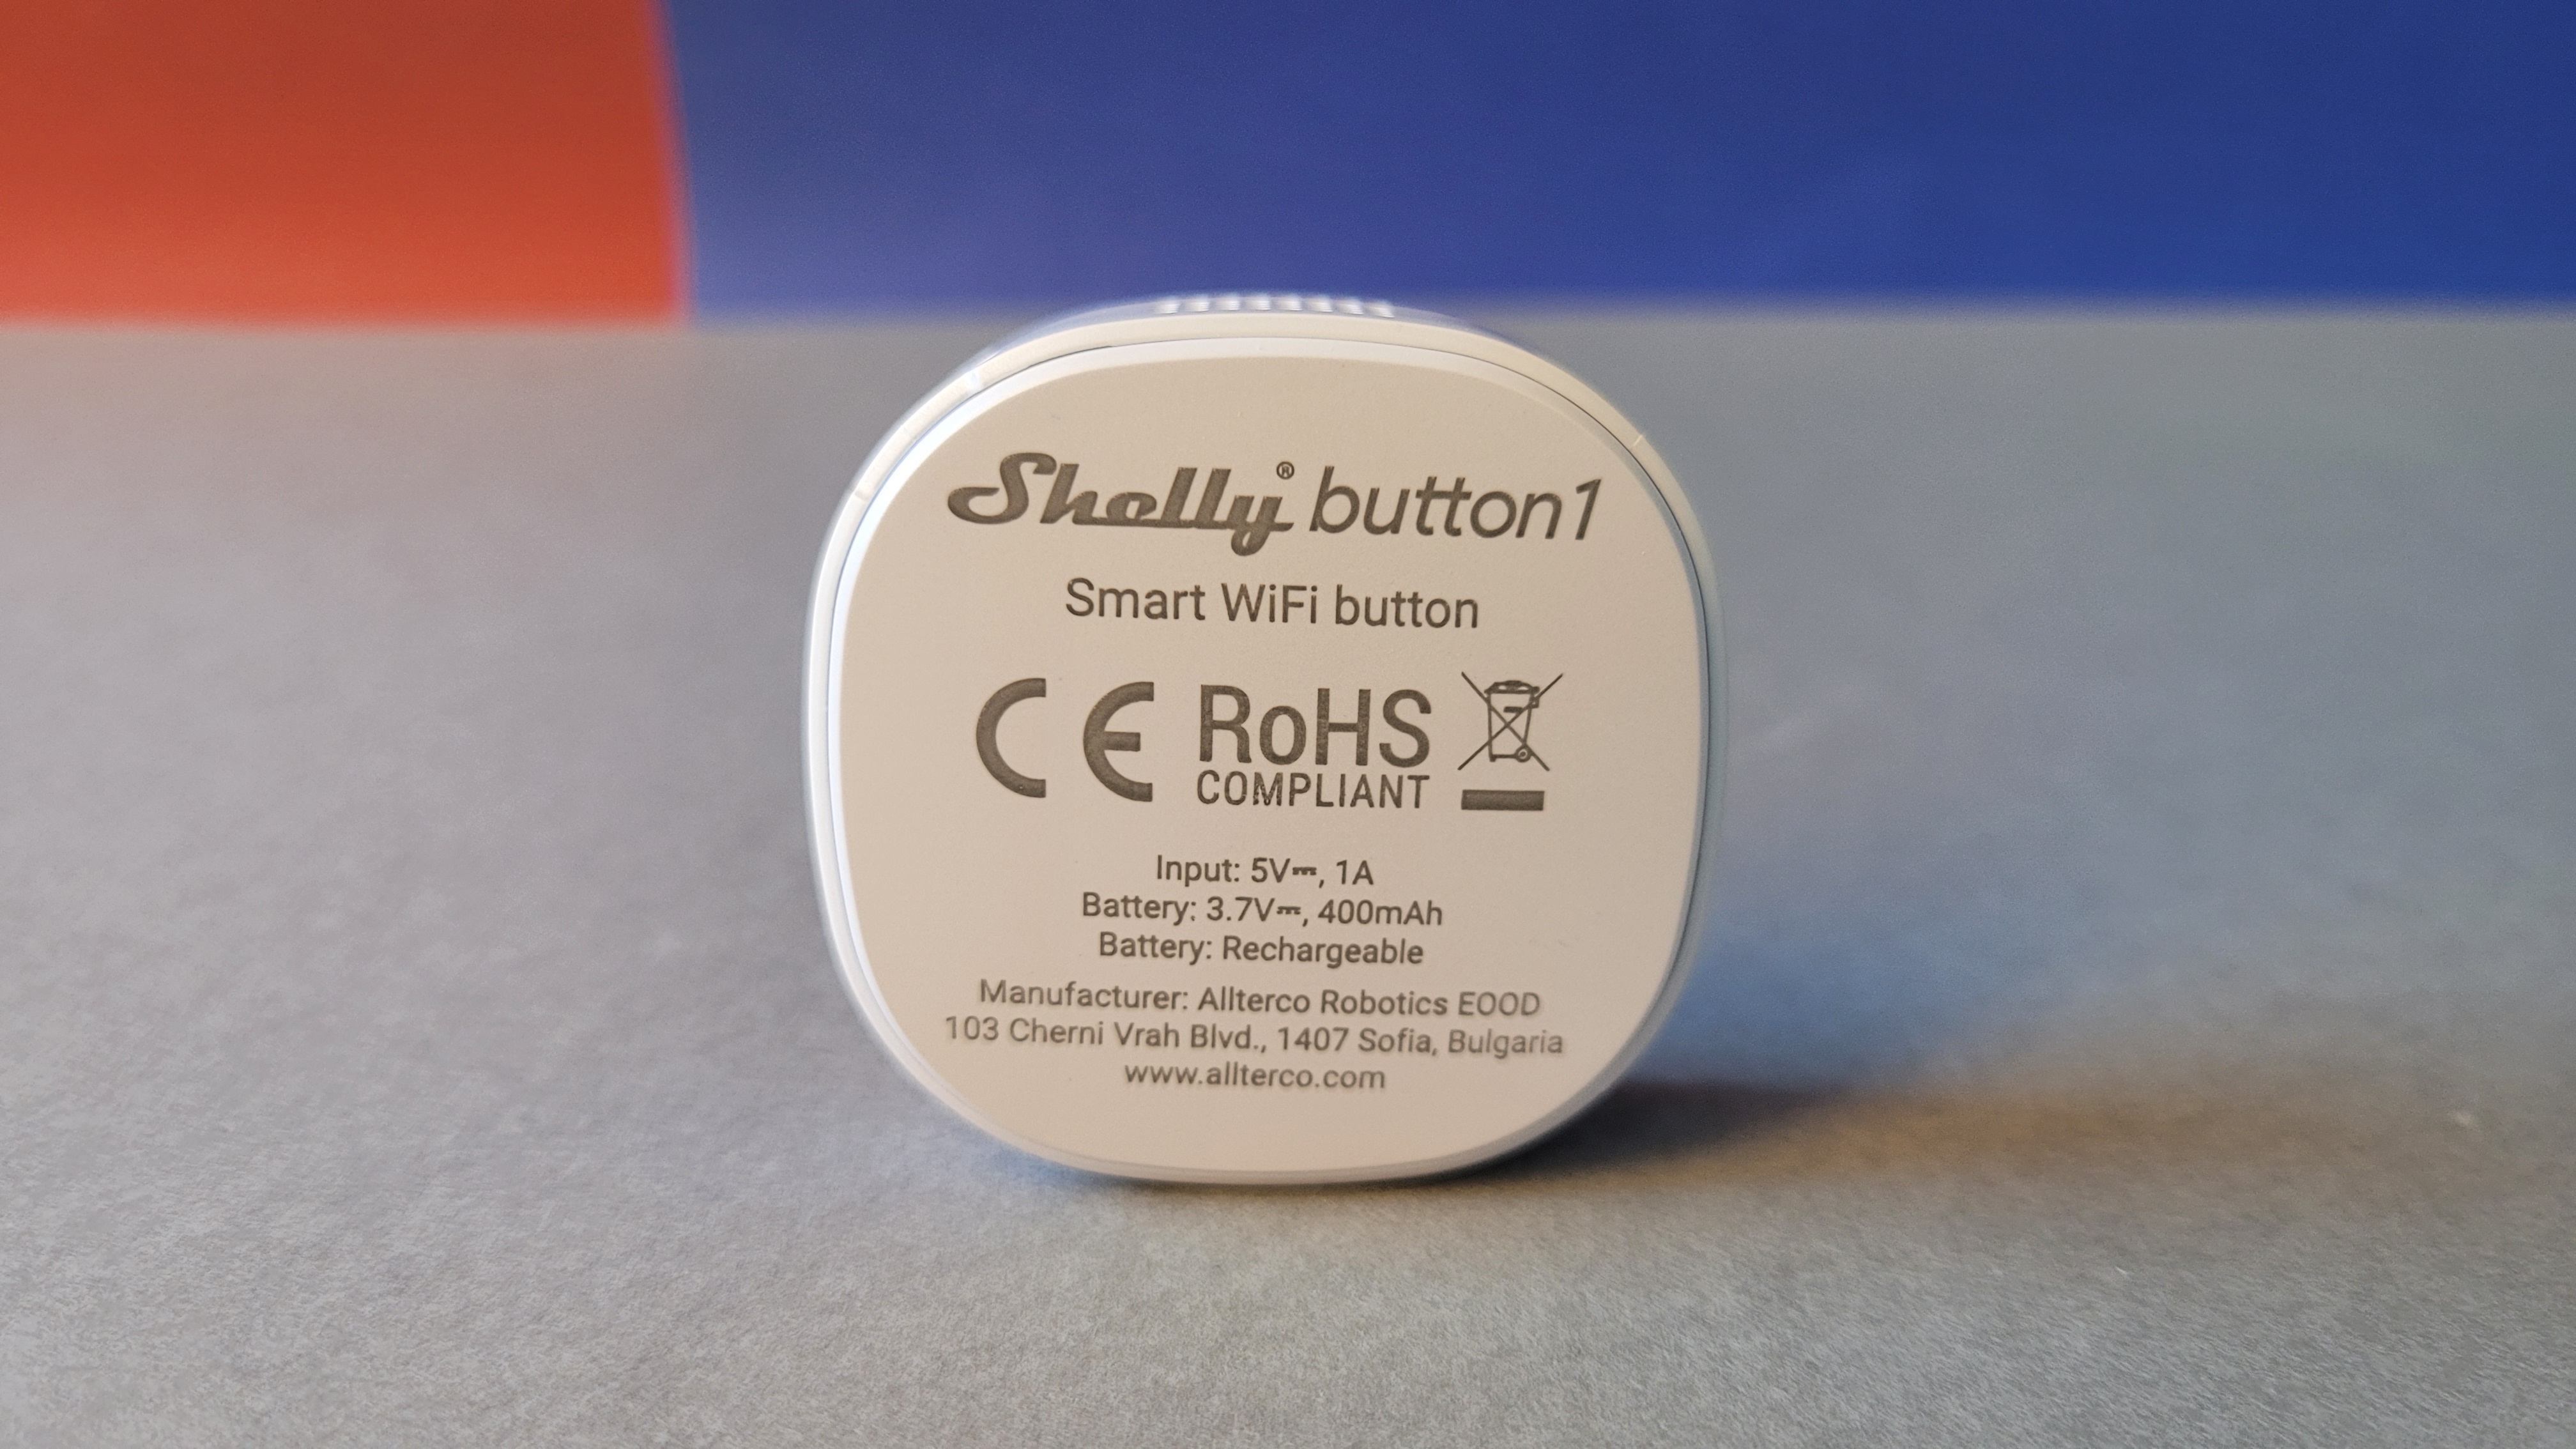 Shelly® button1
Smart WiFi button
CE RoHS
COMPLIANT
Input: 5V⎓, 1A
Battery: 3.7V⎓, 400mAh
Battery: Rechargeable
Manufacturer: Allterco Robotics EOOD
103 Cherni Vrah Blvd., 1407 Sofia, Bulgaria
www.allterco.com